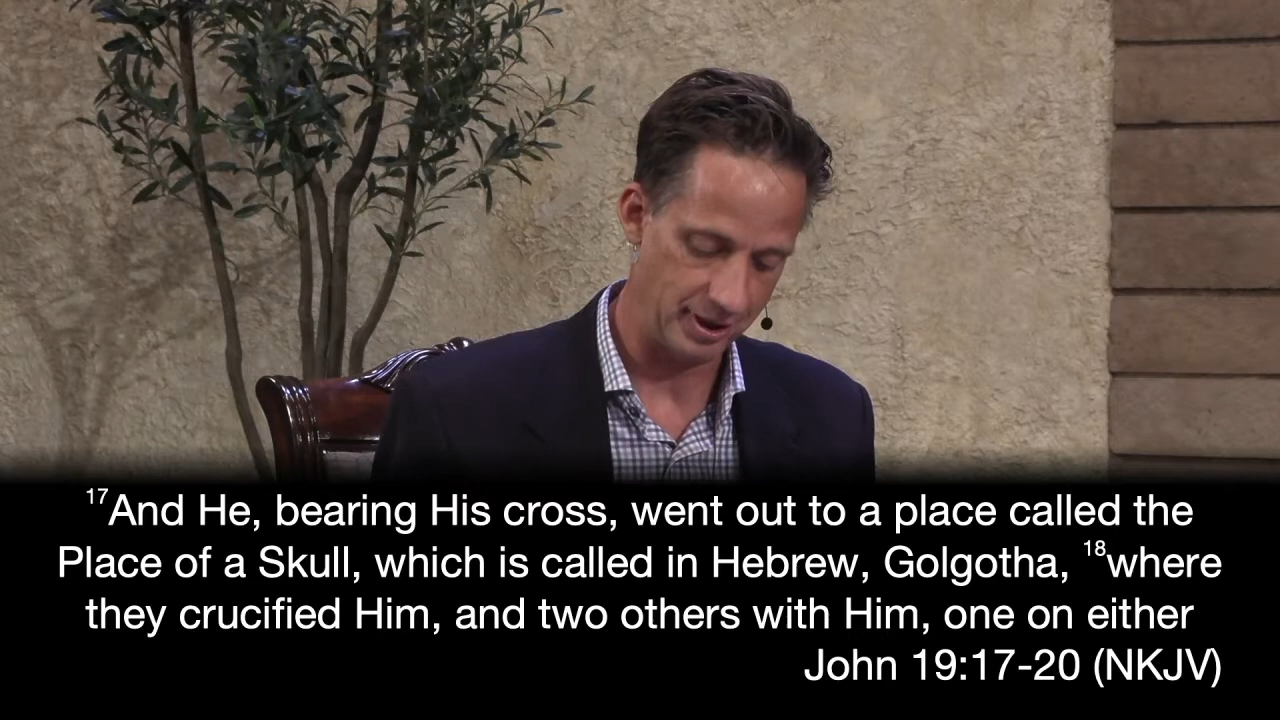 ¹⁷And He, bearing His cross, went out to a place called the
Place of a Skull, which is called in Hebrew, Golgotha, ¹⁸where
they crucified Him, and two others with Him, one on either
John 19:17-20 (NKJV)